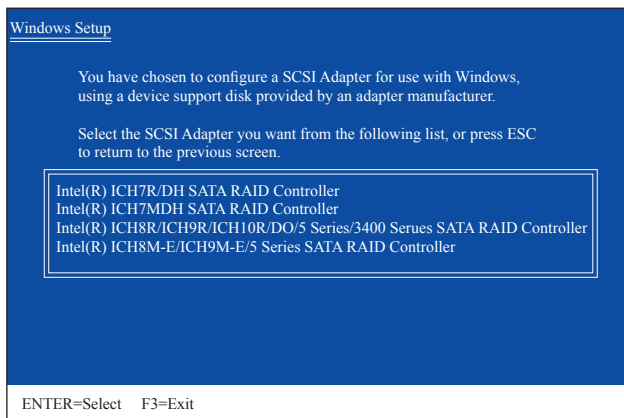 Windows Setup
You have chosen to configure a SCSI Adapter for use with Windows,
using a device support disk provided by an adapter manufacturer.
Select the SCSI Adapter you want from the following list, or press ESC
to return to the previous screen.
Intel(R) ICH7R/DH SATA RAID Controller
Intel(R) ICH7MDH SATA RAID Controller
Intel(R) ICH8R/ICH9R/ICH10R/DO/5 Series/3400 Serues SATA RAID Controller
Intel(R) ICH8M-E/ICH9M-E/5 Series SATA RAID Controller
ENTER=Select F3=Exit